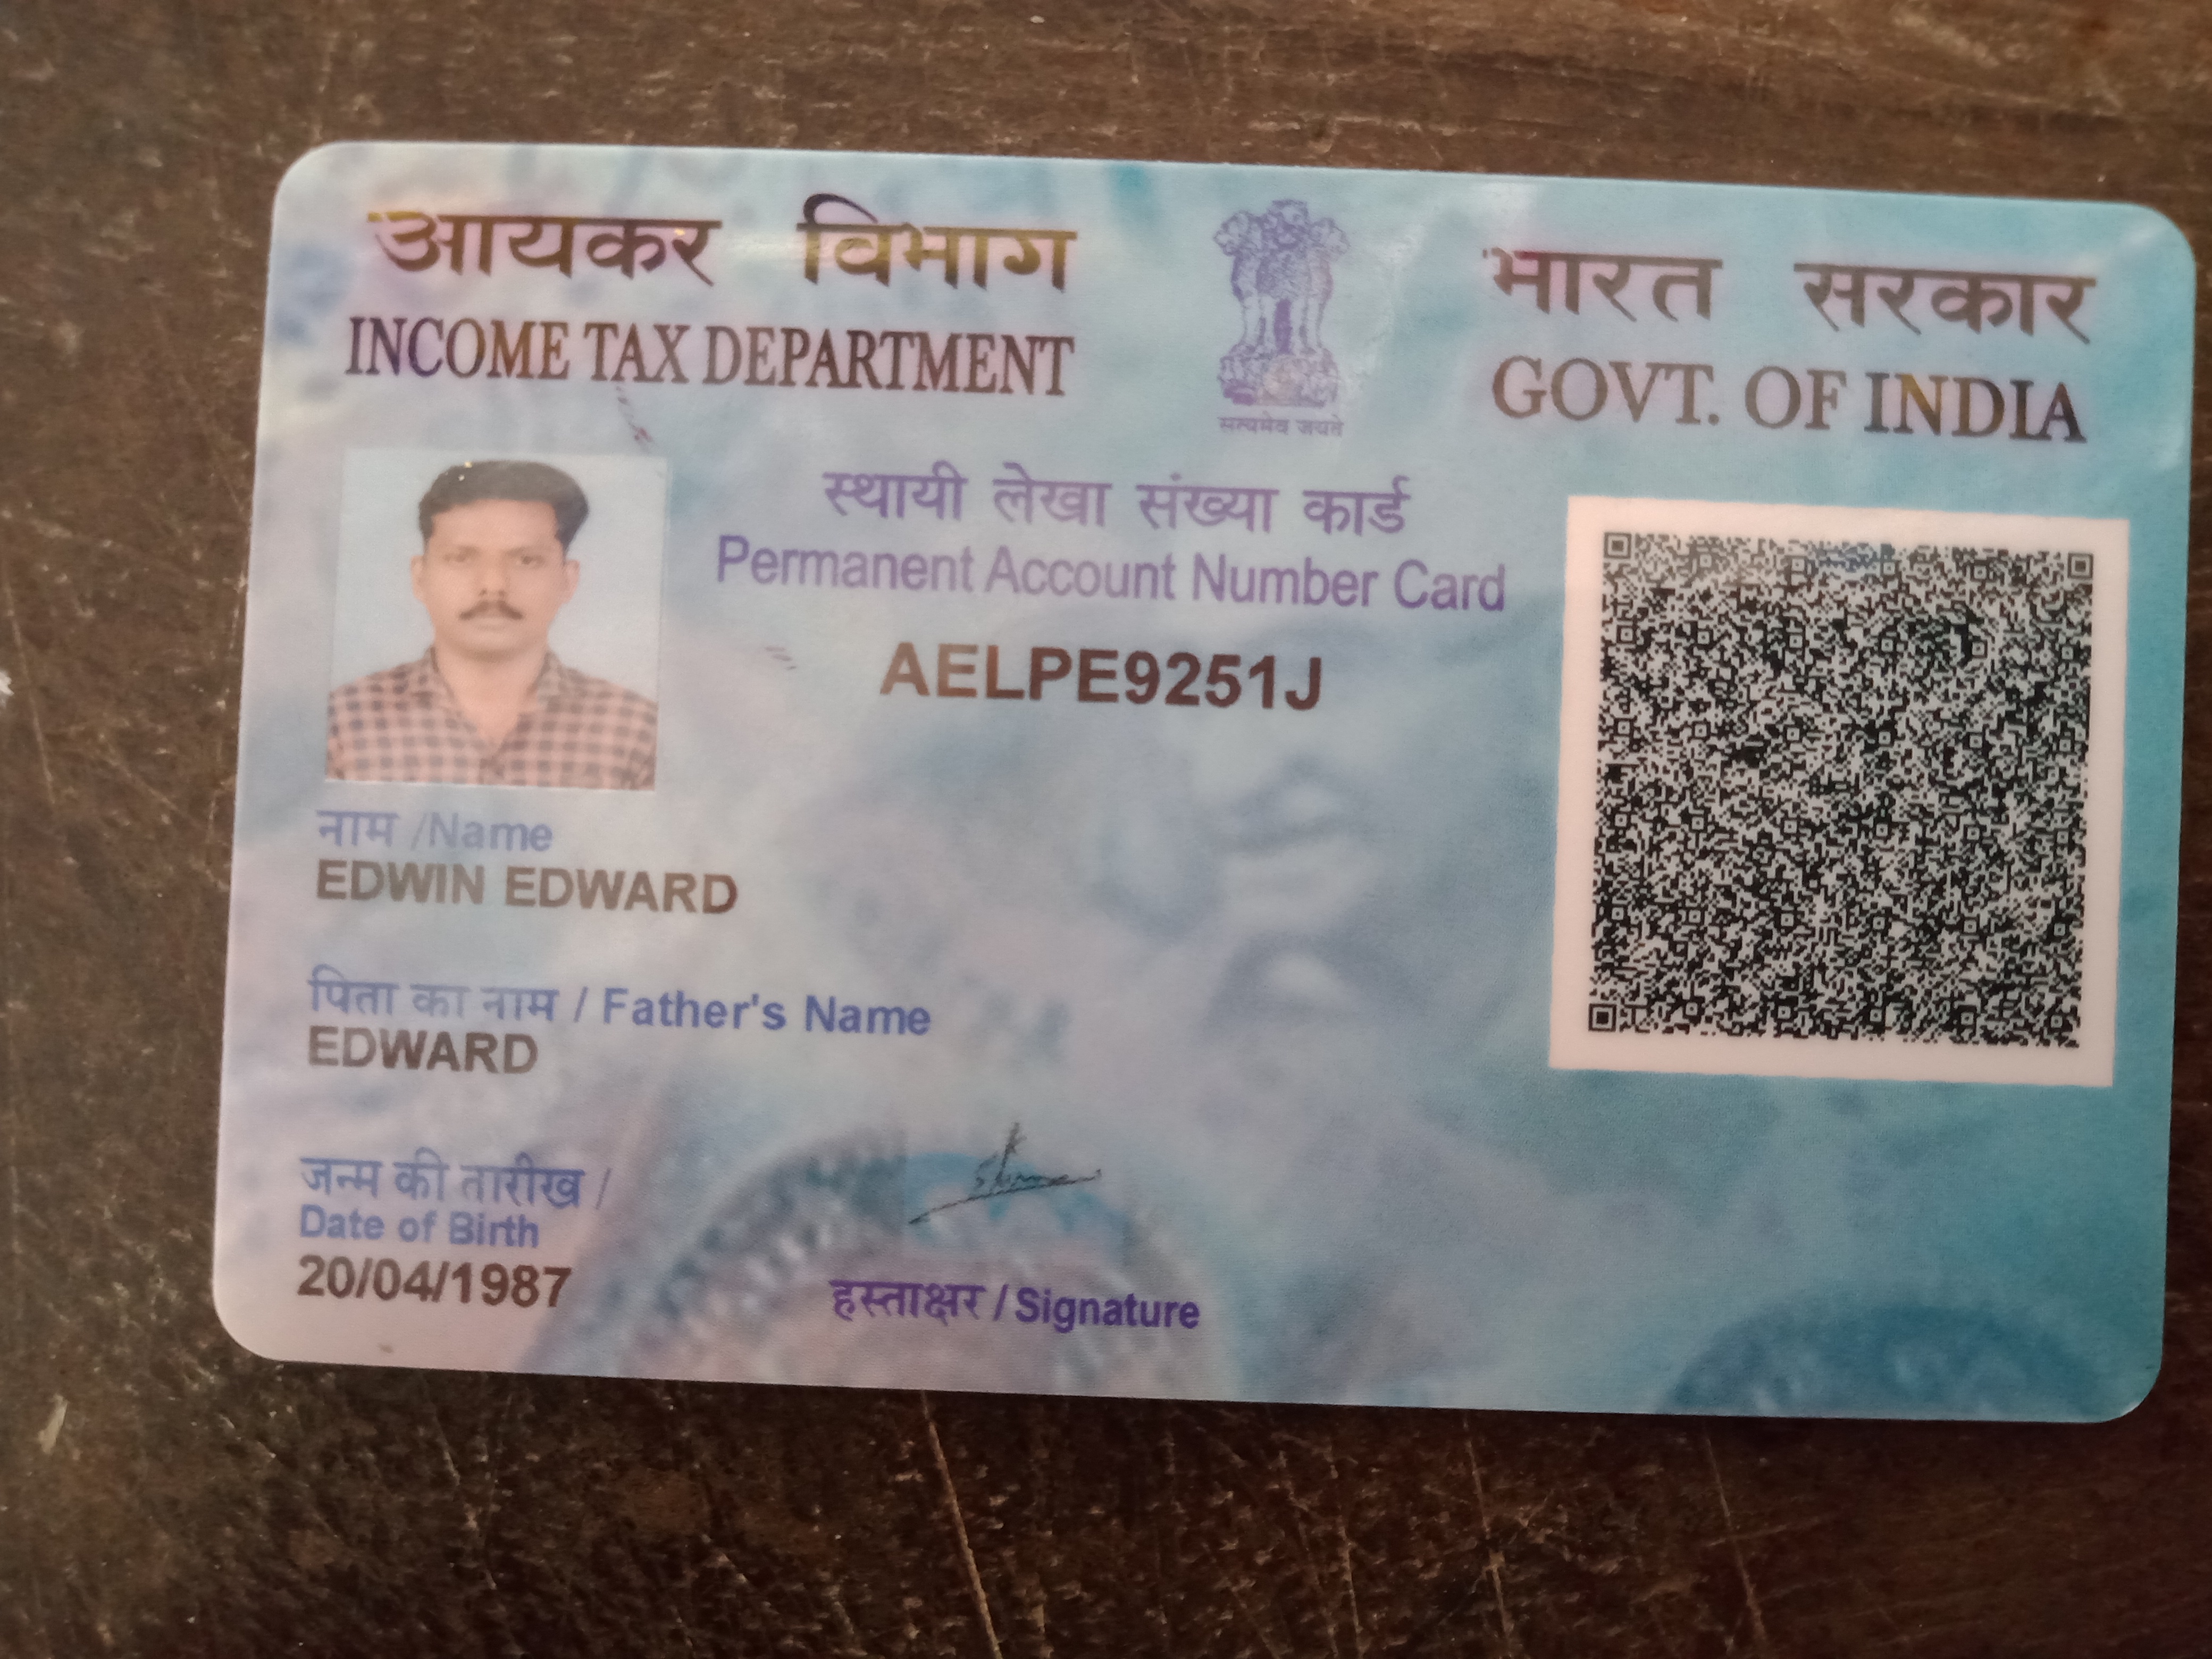 आयकर विभाग
INCOME TAX DEPARTMENT
सत्यमेव जयते
भारत सरकार
GOVT. OF INDIA
स्थायी लेखा संख्या कार्ड
Permanent Account Number Card
AELPE9251J
नाम /Name
EDWIN EDWARD
पिता का नाम / Father's Name
EDWARD
जन्म की तारीख /
Date of Birth
20/04/1987
हस्ताक्षर / Signature